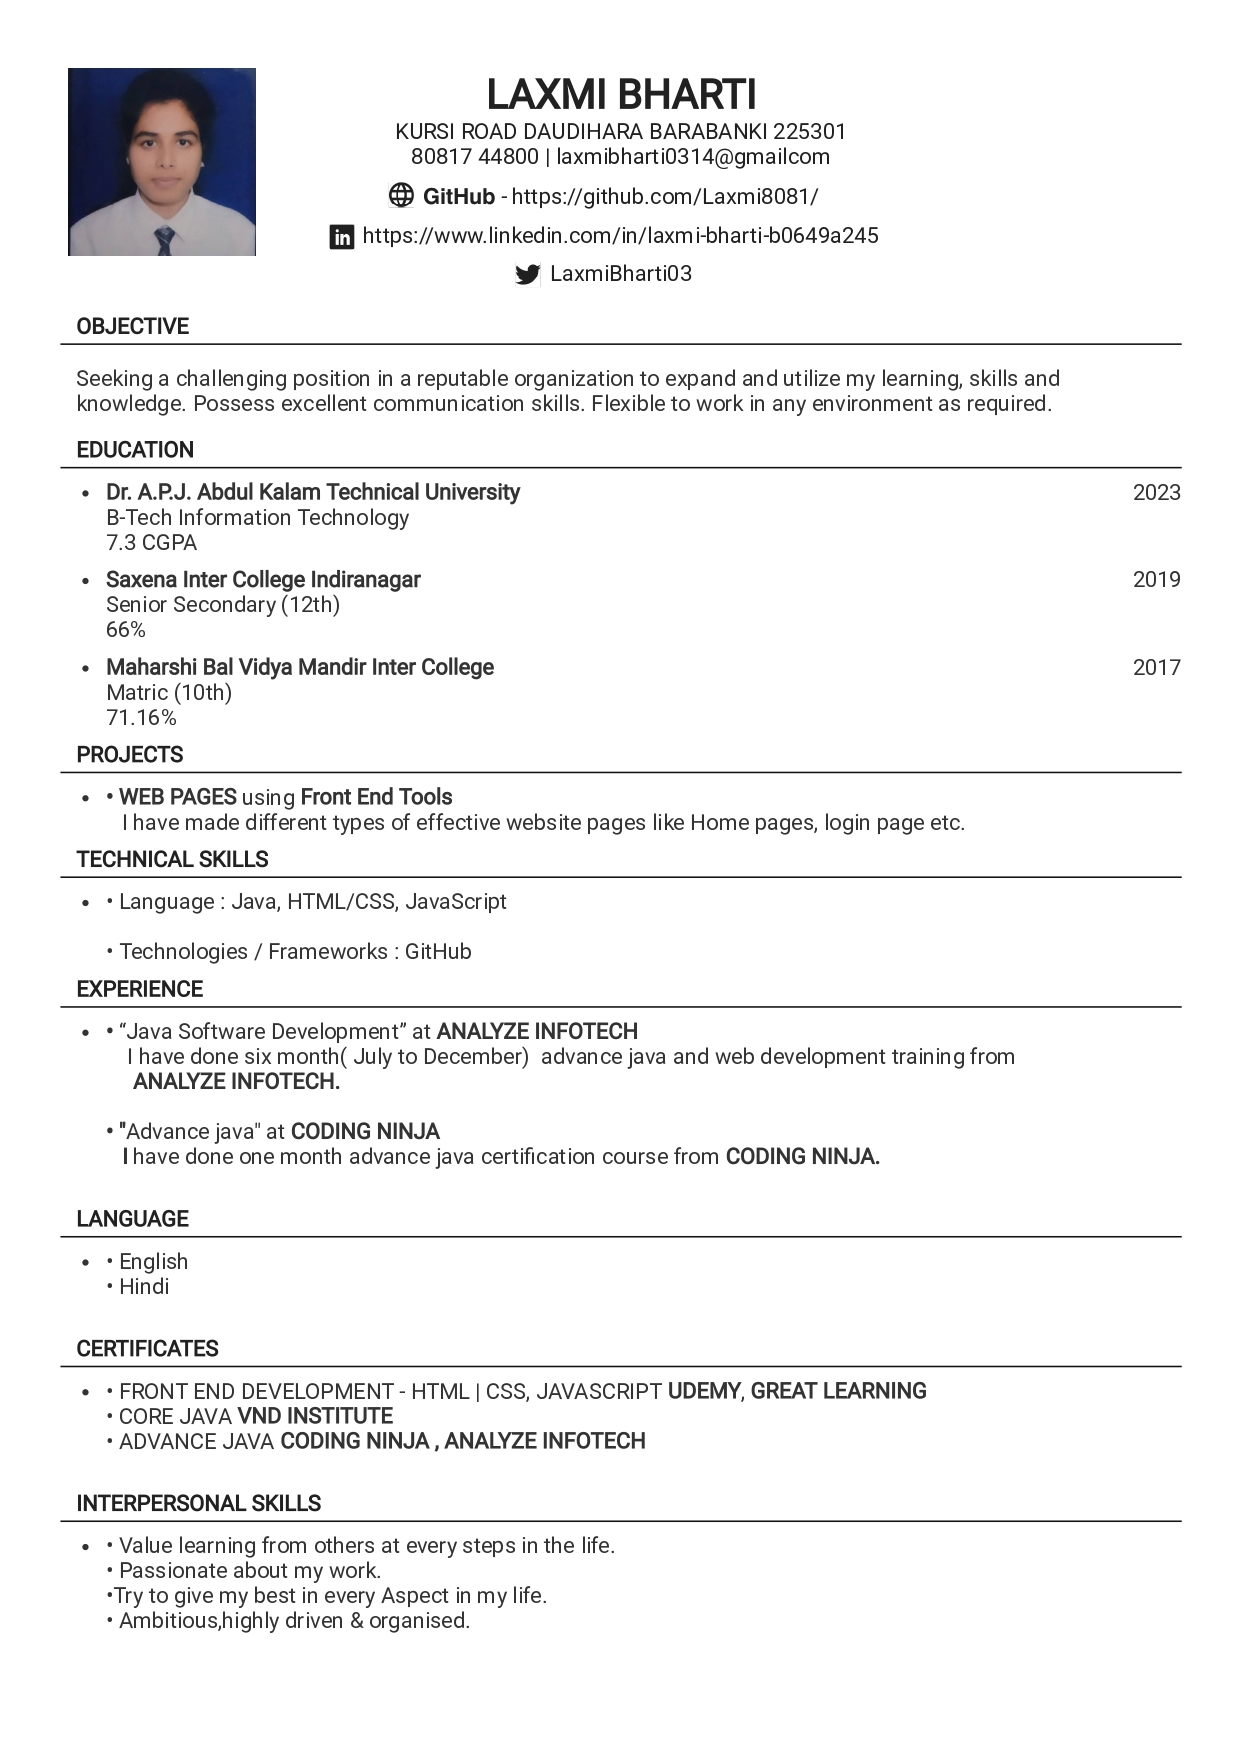 LAXMI BHARTI
KURSI ROAD DAUDIHARA BARABANKI 225301
80817 44800 | laxmibharti0314@gmailcom
GitHub - https://github.com/Laxmi8081/
in https://www.linkedin.com/in/laxmi-bharti-b0649a245
LaxmiBharti03
OBJECTIVE
Seeking a challenging position in a reputable organization to expand and utilize my learning, skills and
knowledge. Possess excellent communication skills. Flexible to work in any environment as required.
EDUCATION
• Dr. A.P.J. Abdul Kalam Technical University 2023
B-Tech Information Technology
7.3 CGPA
• Saxena Inter College Indiranagar 2019
Senior Secondary (12th)
66%
• Maharshi Bal Vidya Mandir Inter College 2017
Matric (10th)
71.16%
PROJECTS
• • WEB PAGES using Front End Tools
I have made different types of effective website pages like Home pages, login page etc.
TECHNICAL SKILLS
• • Language : Java, HTML/CSS, JavaScript
• Technologies / Frameworks : GitHub
EXPERIENCE
• • “Java Software Development” at ANALYZE INFOTECH
I have done six month( July to December)  advance java and web development training from
ANALYZE INFOTECH.
• "Advance java" at CODING NINJA
I have done one month advance java certification course from CODING NINJA.
LANGUAGE
• • English
• Hindi
CERTIFICATES
• • FRONT END DEVELOPMENT - HTML | CSS, JAVASCRIPT UDEMY, GREAT LEARNING
• CORE JAVA VND INSTITUTE
• ADVANCE JAVA CODING NINJA , ANALYZE INFOTECH
INTERPERSONAL SKILLS
• • Value learning from others at every steps in the life.
• Passionate about my work.
•Try to give my best in every Aspect in my life.
• Ambitious,highly driven & organised.